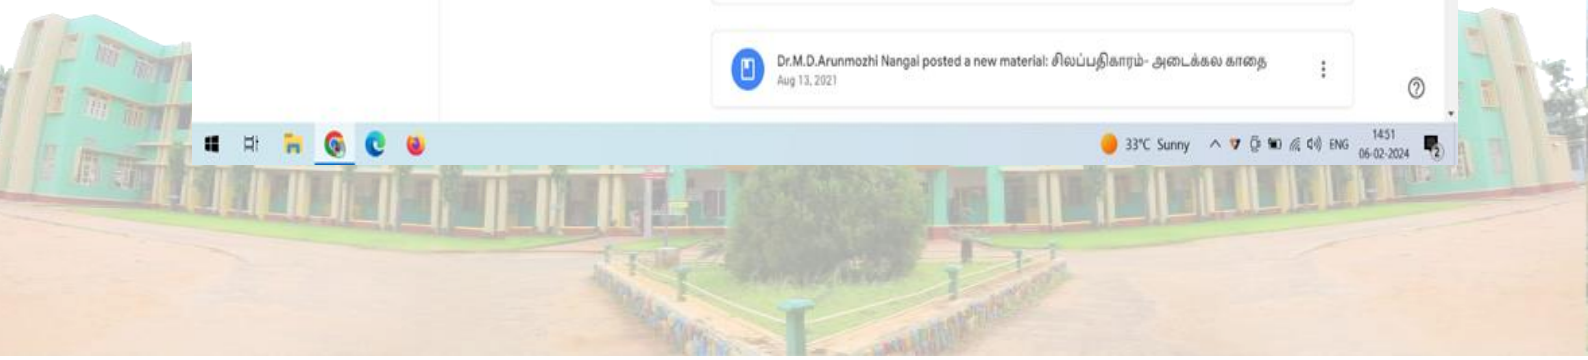 Dr.M.D.Arunmozhi Nangai posted a new material: சிலப்பதிகாரம்- அடைக்கல காதை
Aug 13, 2021
33°C Sunny
ENG
14:51
06-02-2024
2